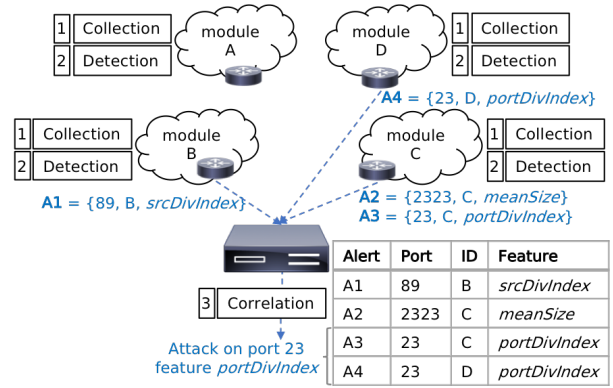 1 Collection
2 Detection
module
A
module
D
1 Collection
2 Detection
A4 = {23, D, portDivIndex}
1 Collection
2 Detection
module
B
module
C
1 Collection
2 Detection
A1 = {89, B, srcDivIndex}
A2 = {2323, C, meanSize}
A3 = {23, C, portDivIndex}
3 Correlation
Attack on port 23
feature portDivIndex
Alert Port ID Feature
A1 89 B srcDivIndex
A2 2323 C meanSize
A3 23 C portDivIndex
A4 23 D portDivIndex